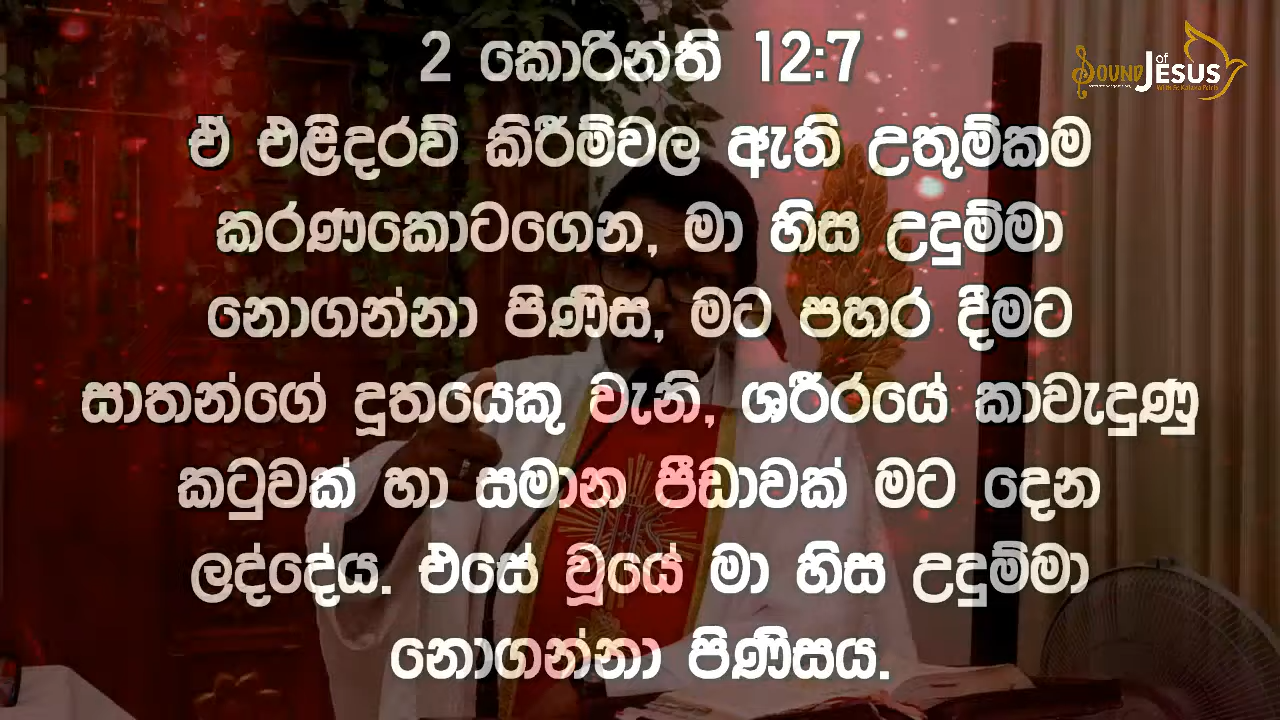 2 කොරින්ති 12:7
ඒ එළිදරව් කිරීම්වල ඇති උතුම්කම
කරණකොටගෙන, මා හිස උදුම්මා
නොගන්නා පිණිස, මට පහර දීමට
සාතන්ගේ දූතයෙකු වැනි, ශරීරයේ කාවැදුණු
කටුවක් හා සමාන පීඩාවක් මට දෙන
ලද්දේය. එසේ වූයේ මා හිස උදුම්මා
නොගන්නා පිණිසය.
SOUND of JESUS